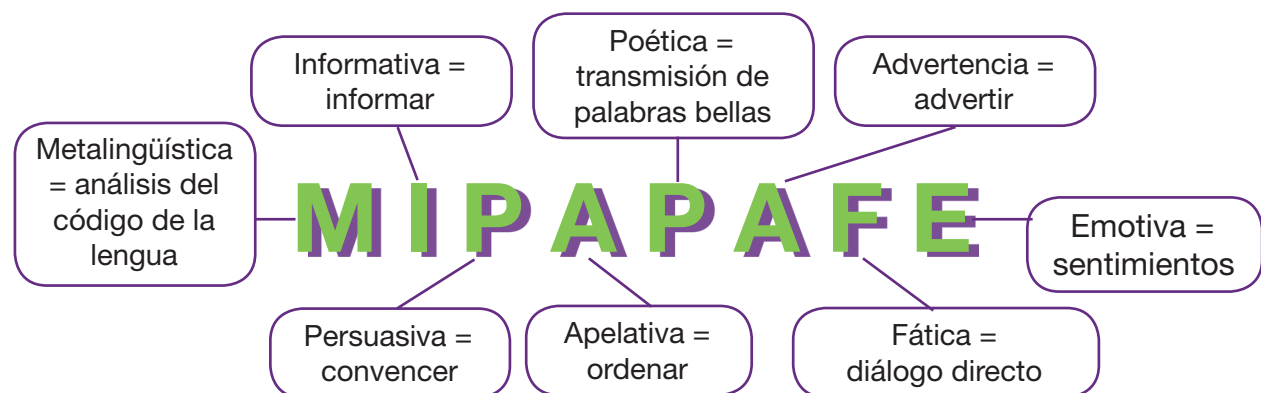 Informativa =
informar
Poética =
transmisión de
palabras bellas
Advertencia =
advertir
Metalingüística
= análisis del
código de la
lengua
MIPAPAFE
Emotiva =
sentimientos
Persuasiva =
convencer
Apelativa =
ordenar
Fática =
diálogo directo